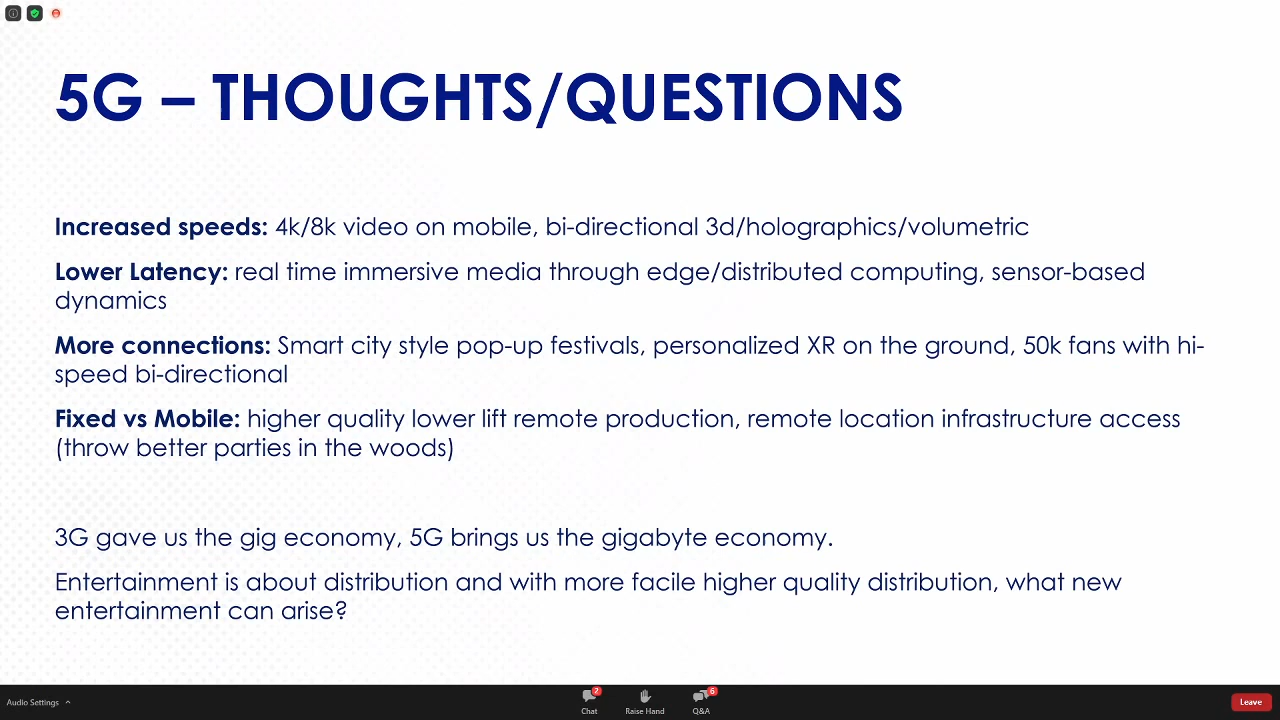 5G – THOUGHTS/QUESTIONS
Increased speeds: 4k/8k video on mobile, bi-directional 3d/holographics/volumetric
Lower Latency: real time immersive media through edge/distributed computing, sensor-based
dynamics
More connections: Smart city style pop-up festivals, personalized XR on the ground, 50k fans with hi-
speed bi-directional
Fixed vs Mobile: higher quality lower lift remote production, remote location infrastructure access
(throw better parties in the woods)
3G gave us the gig economy, 5G brings us the gigabyte economy.
Entertainment is about distribution and with more facile higher quality distribution, what new
entertainment can arise?
Audio Settings
2
Chat
Raise Hand
6
Q&A
Leave